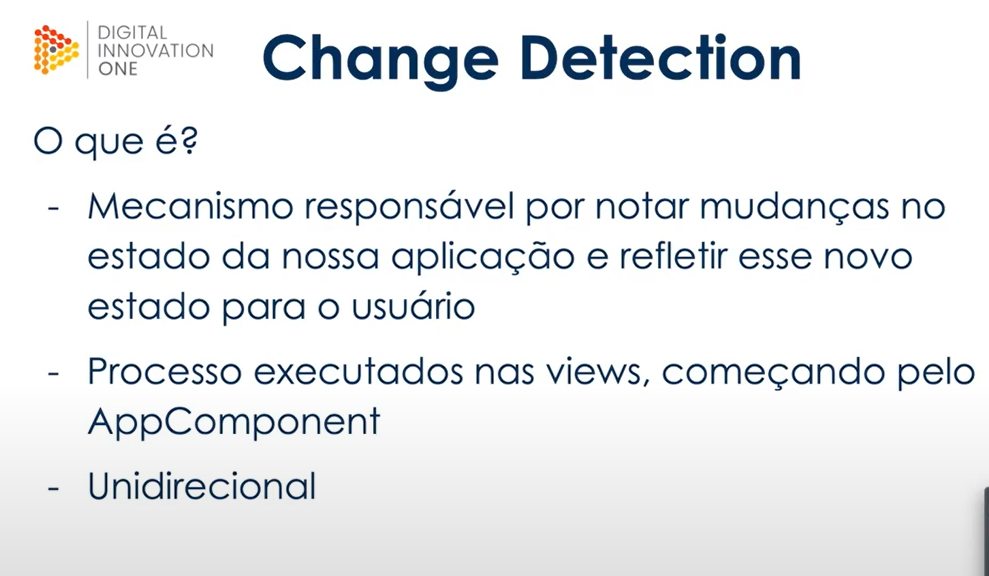 DIGITAL
INNOVATION
ONE
Change Detection
O que é?
- Mecanismo responsável por notar mudanças no
estado da nossa aplicação e refletir esse novo
estado para o usuário
- Processo executados nas views, começando pelo
AppComponent
- Unidirecional